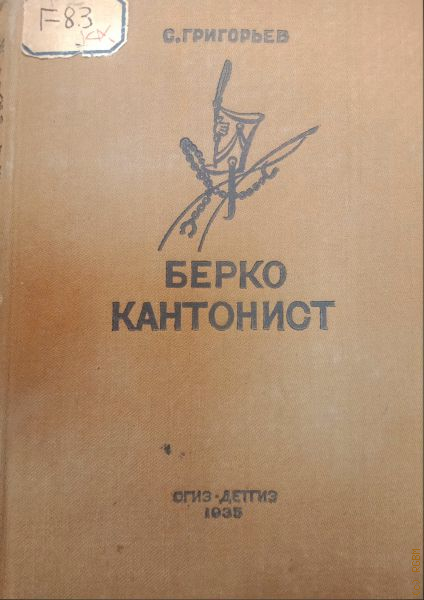 F=83
С.ГРИГОРЬЕВ
БЕРКО
КАНТОНИСТ
ОГИЗ-ДЕТГИЗ
1935